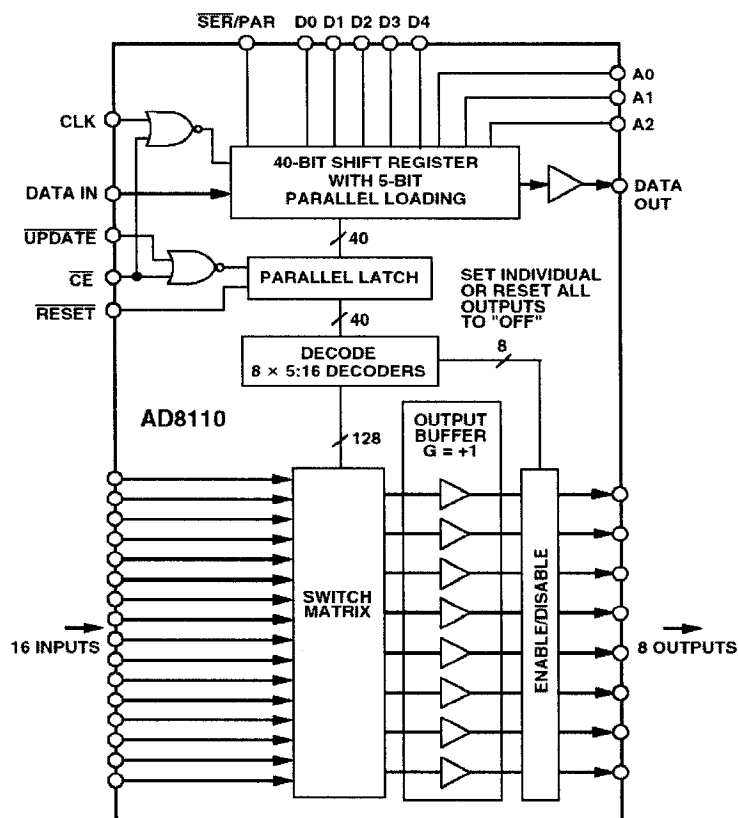 SER/PAR D0 D1 D2 D3 D4
A0
A1
A2
CLK
40-BIT SHIFT REGISTER
WITH 5-BIT
PARALLEL LOADING
DATA IN
DATA
OUT
UPDATE
40
CE
PARALLEL LATCH
SET INDIVIDUAL
OR RESET ALL
OUTPUTS
TO "OFF"
RESET
40
8
DECODE
8 × 5:16 DECODERS
AD8110
128
OUTPUT
BUFFER
G = +1
SWITCH
MATRIX
ENABLE/DISABLE
16 INPUTS
8 OUTPUTS